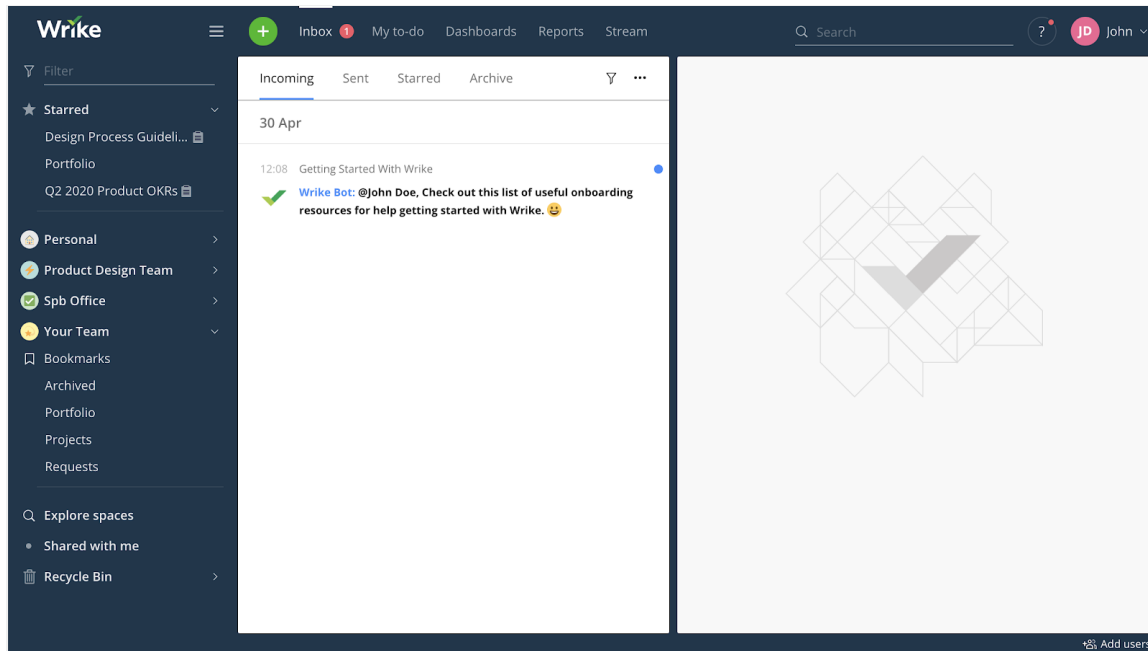 Wrike
Inbox 1 My to-do Dashboards Reports Stream
Search
?
JD John
Filter
Starred
Design Process Guideli...
Portfolio
Q2 2020 Product OKRs
Personal
Product Design Team
Spb Office
Your Team
Bookmarks
Archived
Portfolio
Projects
Requests
Explore spaces
Shared with me
Recycle Bin
Incoming Sent Starred Archive
30 Apr
12:08 Getting Started With Wrike
Wrike Bot: @John Doe, Check out this list of useful onboarding
resources for help getting started with Wrike. 😀
Add users